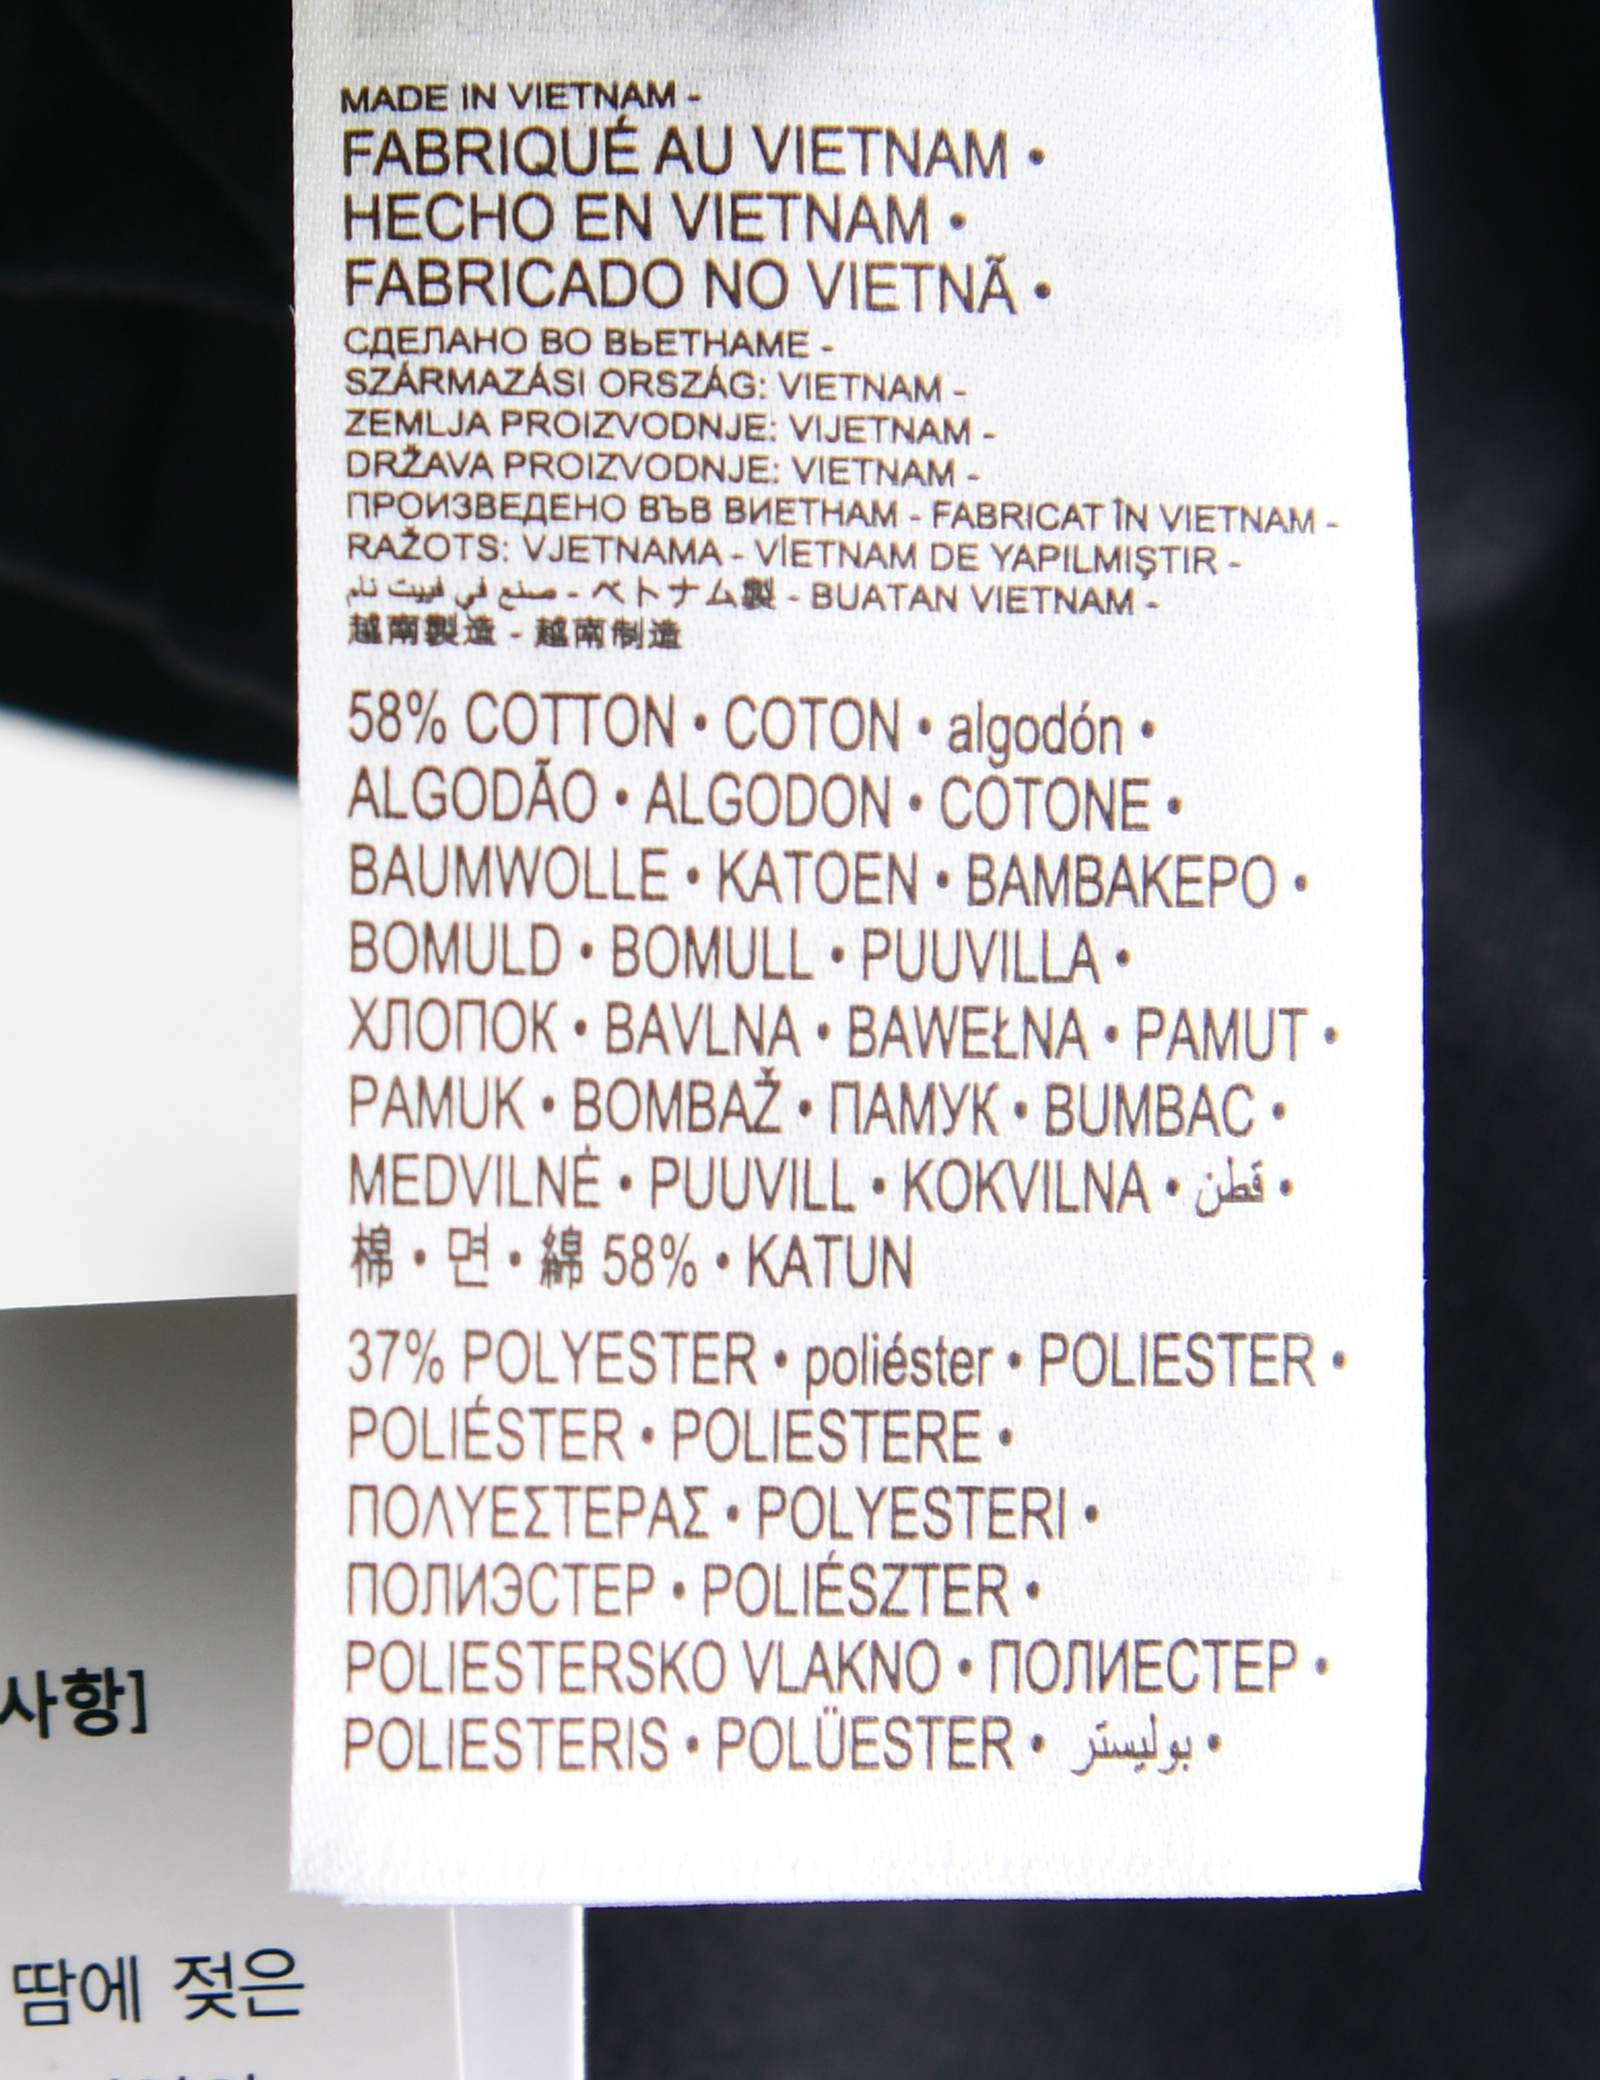 MADE IN VIETNAM -
FABRIQUÉ AU VIETNAM •
HECHO EN VIETNAM •
FABRICADO NO VIETNÃ •
СДЕЛАНО ВО ВЬЕТНАМЕ -
SZÁRMAZÁSI ORSZÁG: VIETNAM -
ZEMLJA PROIZVODNJE: VIJETNAM -
DRŽAVA PROIZVODNJE: VIETNAM -
ПРОИЗВЕДЕНО ВЪВ ВИЕТНАМ - FABRICAT ÎN VIETNAM -
RAŽOTS: VJETNAMA - VİETNAM DE YAPILMIŞTIR -
صنع في فييت نام - ベトナム製 - BUATAN VIETNAM -
越南製造 - 越南制造
58% COTTON • COTON • algodón •
ALGODÃO • ALGODON • COTONE •
BAUMWOLLE • KATOEN • BAMBAKEPO •
BOMULD • BOMULL • PUUVILLA •
ХЛОПОК • BAVLNA • BAWEŁNA • PAMUT •
PAMUK • BOMBAŽ • ПАМУК • BUMBAC •
MEDVILNĖ • PUUVILL • KOKVILNA • قطن •
棉 • 면 • 綿 58% • KATUN
37% POLYESTER • poliéster • POLIESTER •
POLIÉSTER • POLIESTERE •
ΠΟΛΥΕΣΤΕΡΑΣ • POLYESTERI •
ПОЛИЭСТЕР • POLIÉSZTER •
POLIESTERSKO VLAKNO • ПОЛИЕСТЕР •
POLIESTERIS • POLÜESTER • بوليستر •
사항]
땀에 젖은